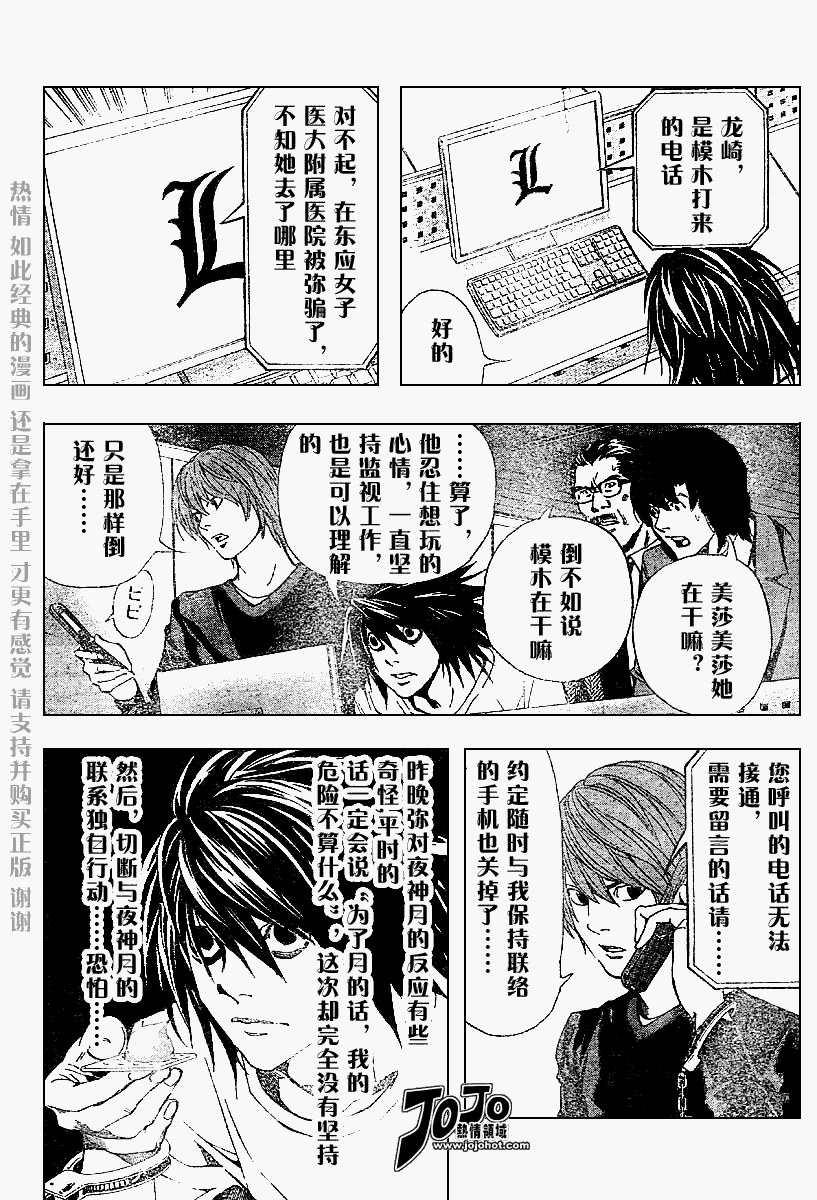 龙崎，
是模木打来
的电话
好的
对不起，在东应女子
医大附属医院被弥骗了，
不知她去了哪里
美莎美莎她
在干嘛？
倒不如说
模木在干嘛
……算了，
他忍住想玩的
心情，一直坚
持监视工作，
也是可以理解
的
只是那样倒
还好……
ピピ
您呼叫的电话无法
接通，
需要留言的话请……
约定随时与我保持联络
的手机也关掉了……
昨晚弥对夜神月的反应有些
奇怪，平时的
话一定会说“为了月的话，我的
危险不算什么”，这次却完全没有坚持
然后，切断与夜神月的
联系独自行动……恐怕……
热情 如此经典的漫画 还是拿在手里 才更有感觉 请支持并购买正版 谢谢
JOJO
熱情領域
www.jojohot.com
L
L